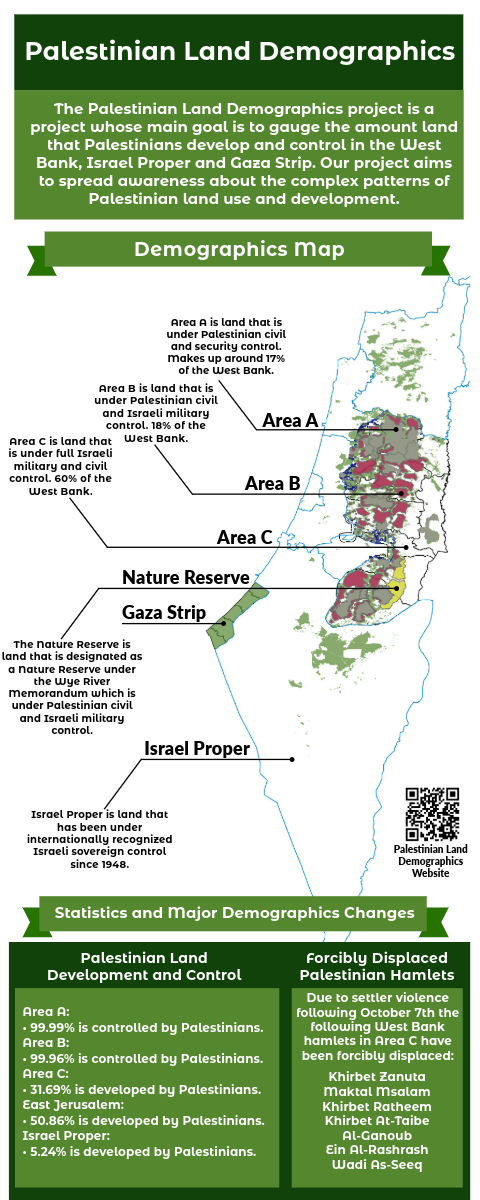 Palestinian Land Demographics
The Palestinian Land Demographics project is a
project whose main goal is to gauge the amount land
that Palestinians develop and control in the West
Bank, Israel Proper and Gaza Strip. Our project aims
to spread awareness about the complex patterns of
Palestinian land use and development.
Demographics Map
Area A is land that is
under Palestinian civil
and security control.
Makes up around 17%
of the West Bank.
Area A
Area B is land that is
under Palestinian civil
and Israeli military
control. 18% of the
West Bank.
Area B
Area C is land that
is under full Israeli
military and civil
control. 60% of the
West Bank.
Area C
Nature Reserve
Gaza Strip
The Nature Reserve is
land that is designated as
a Nature Reserve under
the Wye River
Memorandum which is
under Palestinian civil
and Israeli military
control.
Israel Proper
Israel Proper is land that
has been under
internationally recognized
Israeli sovereign control
since 1948.
Palestinian Land
Demographics
Website
Statistics and Major Demographics Changes
Palestinian Land
Development and Control
Area A:
• 99.99% is controlled by Palestinians.
Area B:
• 99.96% is controlled by Palestinians.
Area C:
• 31.69% is developed by Palestinians.
East Jerusalem:
• 50.86% is developed by Palestinians.
Israel Proper:
• 5.24% is developed by Palestinians.
Forcibly Displaced
Palestinian Hamlets
Due to settler violence
following October 7th the
following West Bank
hamlets in Area C have
been forcibly displaced:
Khirbet Zanuta
Maktal Msalam
Khirbet Ratheem
Khirbet At-Taibe
Al-Ganoub
Ein Al-Rashrash
Wadi As-Seeq